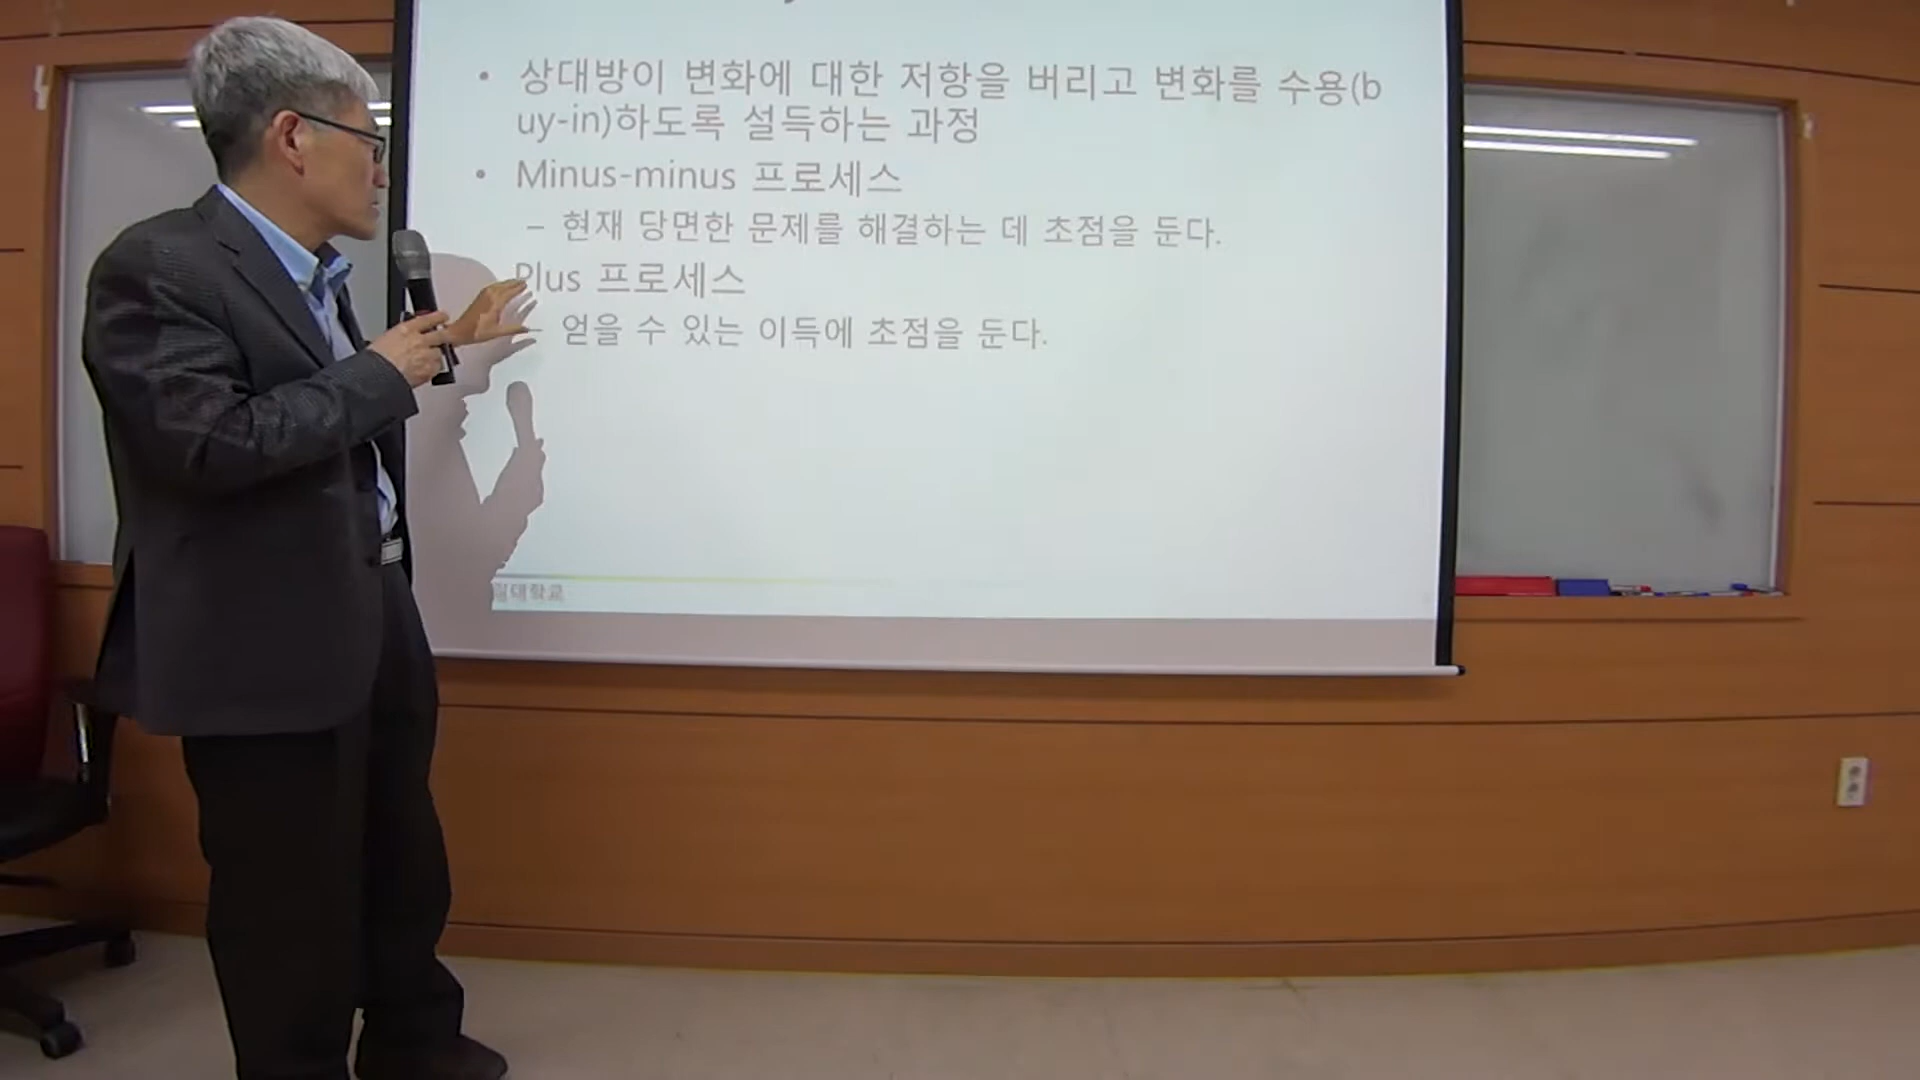 • 상대방이 변화에 대한 저항을 버리고 변화를 수용(b
uy-in)하도록 설득하는 과정
• Minus-minus 프로세스
– 현재 당면한 문제를 해결하는 데 초점을 둔다.
Plus 프로세스
– 얻을 수 있는 이득에 초점을 둔다.
대학교